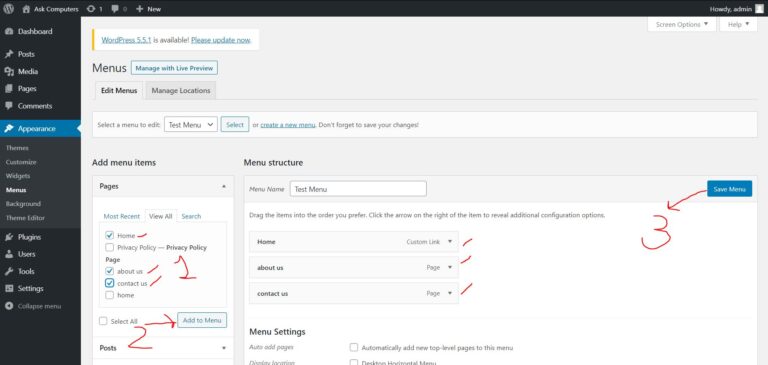 Ask Computers 1 0 New Howdy, admin
Screen Options Help
Dashboard
Posts
Media
Pages
Comments
Appearance
Themes
Customize
Widgets
Menus
Background
Theme Editor
Plugins
Users
Tools
Settings
Collapse menu
WordPress 5.5.1 is available! Please update now.
Menus Manage with Live Preview
Edit Menus Manage Locations
Select a menu to edit: Test Menu Select or create a new menu. Don't forget to save your changes!
Add menu items
Pages
Most Recent View All Search
Home
Privacy Policy — Privacy Policy
Page
about us
contact us
home
1
Select All Add to Menu
2
Posts
Menu structure
Menu Name Test Menu Save Menu
3
Drag the items into the order you prefer. Click the arrow on the right of the item to reveal additional configuration options.
Home Custom Link
about us Page
contact us Page
Menu Settings
Auto add pages Automatically add new top-level pages to this menu
Display location Desktop Horizontal Menu